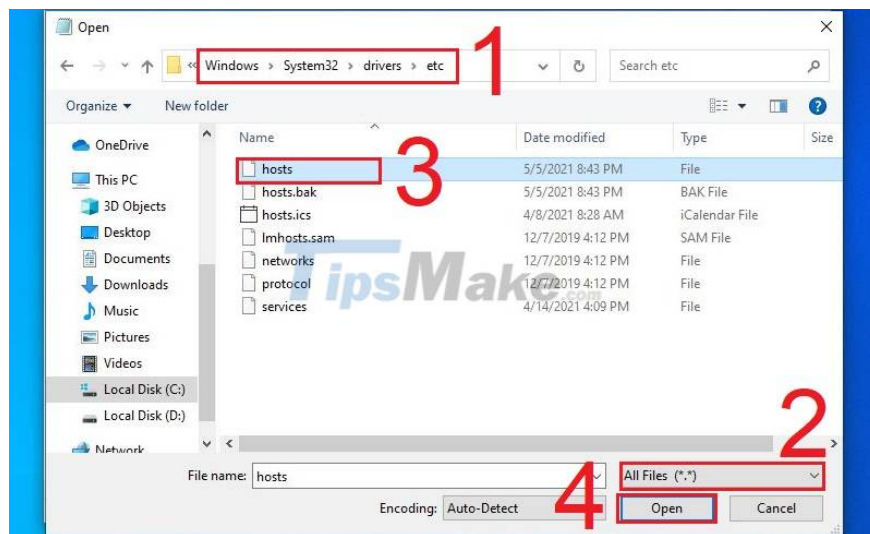 Open
1
Windows > System32 > drivers > etc
Search etc
Organize
New folder
Name
Date modified
Type
Size
OneDrive
This PC
3D Objects
Desktop
Documents
Downloads
Music
Pictures
Videos
Local Disk (C:)
Local Disk (D:)
Network
3
hosts 5/5/2021 8:43 PM File
hosts.bak 5/5/2021 8:43 PM BAK File
hosts.ics 4/8/2021 8:28 AM iCalendar File
lmhosts.sam 12/7/2019 4:12 PM SAM File
networks 12/7/2019 4:12 PM File
protocol 12/7/2019 4:12 PM File
services 4/14/2021 4:09 PM File
TipsMake.com
2
File name: hosts
All Files (*.*)
4
Encoding: Auto-Detect
Open
Cancel